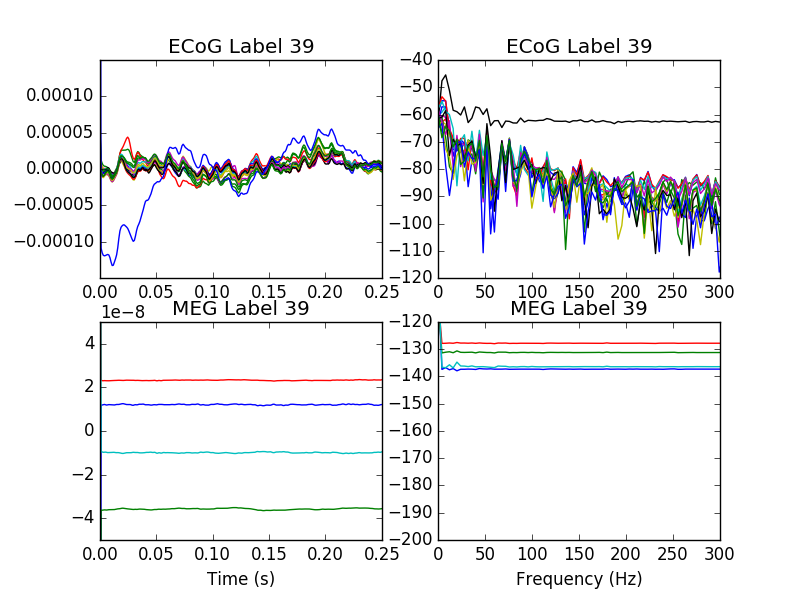 ECoG Label 39
0.00010
0.00005
0.00000
−0.00005
−0.00010
0.00 0.05 0.10 0.15 0.20 0.25
ECoG Label 39
−40
−50
−60
−70
−80
−90
−100
−110
−120
0 50 100 150 200 250 300
MEG Label 39
1e−8
4
2
0
−2
−4
0.00 0.05 0.10 0.15 0.20 0.25
Time (s)
MEG Label 39
−120
−130
−140
−150
−160
−170
−180
−190
−200
0 50 100 150 200 250 300
Frequency (Hz)